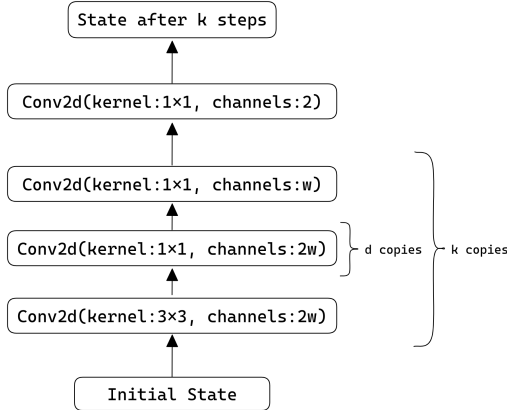 State after k steps
Conv2d(kernel:1×1, channels:2)
Conv2d(kernel:1×1, channels:w)
Conv2d(kernel:1×1, channels:2w)
d copies
k copies
Conv2d(kernel:3×3, channels:2w)
Initial State